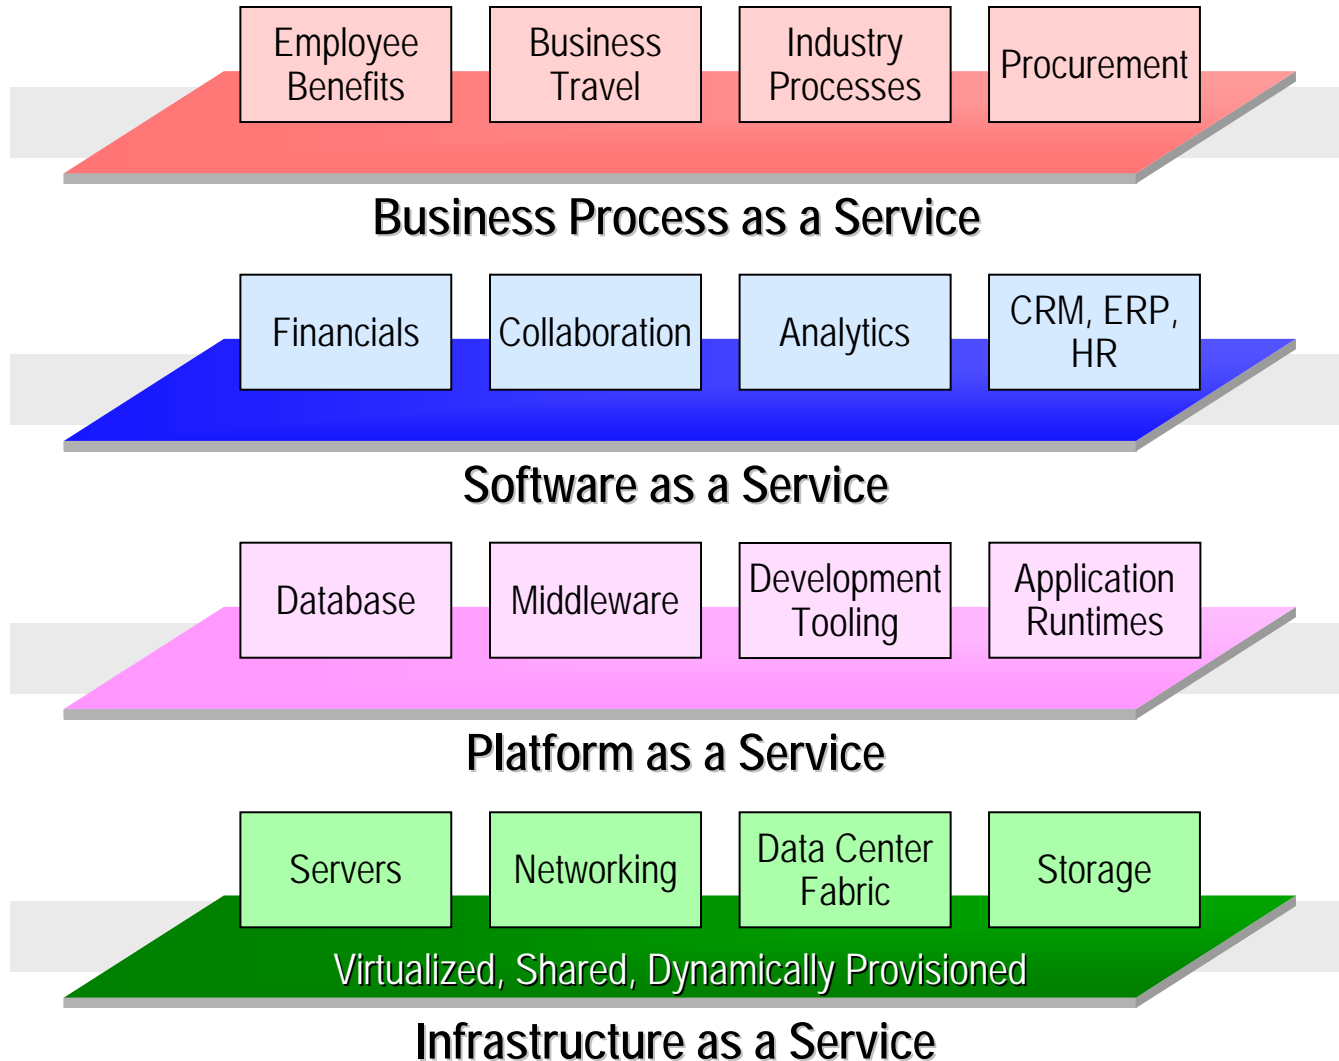 Employee
Benefits
Business
Travel
Industry
Processes
Procurement
Business Process as a Service
Financials
Collaboration
Analytics
CRM, ERP,
HR
Software as a Service
Database
Middleware
Development
Tooling
Application
Runtimes
Platform as a Service
Servers
Networking
Data Center
Fabric
Storage
Virtualized, Shared, Dynamically Provisioned
Infrastructure as a Service